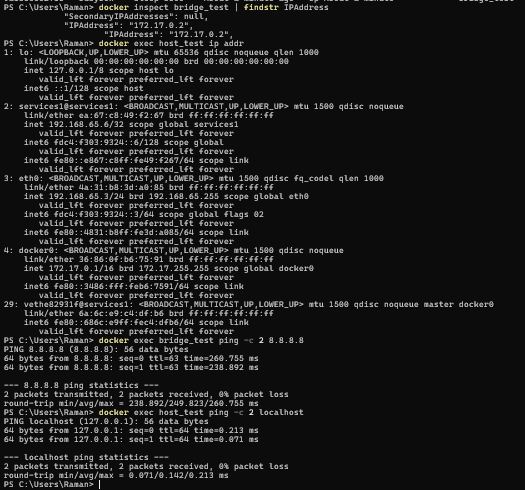 PS C:\Users\Raman> docker inspect bridge_test | findstr IPAddress
"SecondaryIPAddresses": null,
"IPAddress": "172.17.0.2",
"IPAddress": "172.17.0.2",
PS C:\Users\Raman> docker exec host_test ip addr
1: lo: <LOOPBACK,UP,LOWER_UP> mtu 65536 qdisc noqueue qlen 1000
link/loopback 00:00:00:00:00:00 brd 00:00:00:00:00:00
inet 127.0.0.1/8 scope host lo
valid_lft forever preferred_lft forever
inet6 ::1/128 scope host
valid_lft forever preferred_lft forever
2: services1@services1: <BROADCAST,MULTICAST,UP,LOWER_UP> mtu 1500 qdisc noqueue
link/ether ea:67:c8:49:f2:67 brd ff:ff:ff:ff:ff:ff
inet 192.168.65.6/32 scope global services1
valid_lft forever preferred_lft forever
inet6 fdc4:f303:9324::6/128 scope global
valid_lft forever preferred_lft forever
inet6 fe80::e867:c8ff:fe49:f267/64 scope link
valid_lft forever preferred_lft forever
3: eth0: <BROADCAST,MULTICAST,UP,LOWER_UP> mtu 1500 qdisc fq_codel qlen 1000
link/ether 4a:31:b8:3d:a0:85 brd ff:ff:ff:ff:ff:ff
inet 192.168.65.3/24 brd 192.168.65.255 scope global eth0
valid_lft forever preferred_lft forever
inet6 fdc4:f303:9324::3/64 scope global flags 02
valid_lft forever preferred_lft forever
inet6 fe80::4831:b8ff:fe3d:a085/64 scope link
valid_lft forever preferred_lft forever
4: docker0: <BROADCAST,MULTICAST,UP,LOWER_UP> mtu 1500 qdisc noqueue
link/ether 36:86:0f:b6:75:91 brd ff:ff:ff:ff:ff:ff
inet 172.17.0.1/16 brd 172.17.255.255 scope global docker0
valid_lft forever preferred_lft forever
inet6 fe80::3486:fff:feb6:7591/64 scope link
valid_lft forever preferred_lft forever
29: vethe82931f@services1: <BROADCAST,MULTICAST,UP,LOWER_UP> mtu 1500 qdisc noqueue master docker0
link/ether 6a:6c:e9:c4:df:b6 brd ff:ff:ff:ff:ff:ff
inet6 fe80::686c:e9ff:fec4:dfb6/64 scope link
valid_lft forever preferred_lft forever
PS C:\Users\Raman> docker exec bridge_test ping -c 2 8.8.8.8
PING 8.8.8.8 (8.8.8.8): 56 data bytes
64 bytes from 8.8.8.8: seq=0 ttl=63 time=260.755 ms
64 bytes from 8.8.8.8: seq=1 ttl=63 time=238.892 ms
--- 8.8.8.8 ping statistics ---
2 packets transmitted, 2 packets received, 0% packet loss
round-trip min/avg/max = 238.892/249.823/260.755 ms
PS C:\Users\Raman> docker exec host_test ping -c 2 localhost
PING localhost (127.0.0.1): 56 data bytes
64 bytes from 127.0.0.1: seq=0 ttl=64 time=0.213 ms
64 bytes from 127.0.0.1: seq=1 ttl=64 time=0.071 ms
--- localhost ping statistics ---
2 packets transmitted, 2 packets received, 0% packet loss
round-trip min/avg/max = 0.071/0.142/0.213 ms
PS C:\Users\Raman>